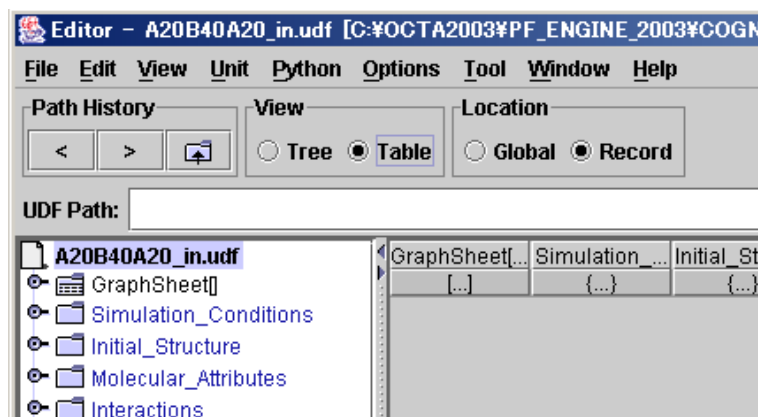 Editor - A20B40A20_in.udf [C:¥OCTA2003¥PF_ENGINE_2003¥COGN
File Edit View Unit Python Options Tool Window Help
Path History View Location
< > Tree Table Global Record
UDF Path:
A20B40A20_in.udf
GraphSheet[]
Simulation_Conditions
Initial_Structure
Molecular_Attributes
Interactions
GraphSheet[... Simulation_... Initial_St
[...] {...} {...}